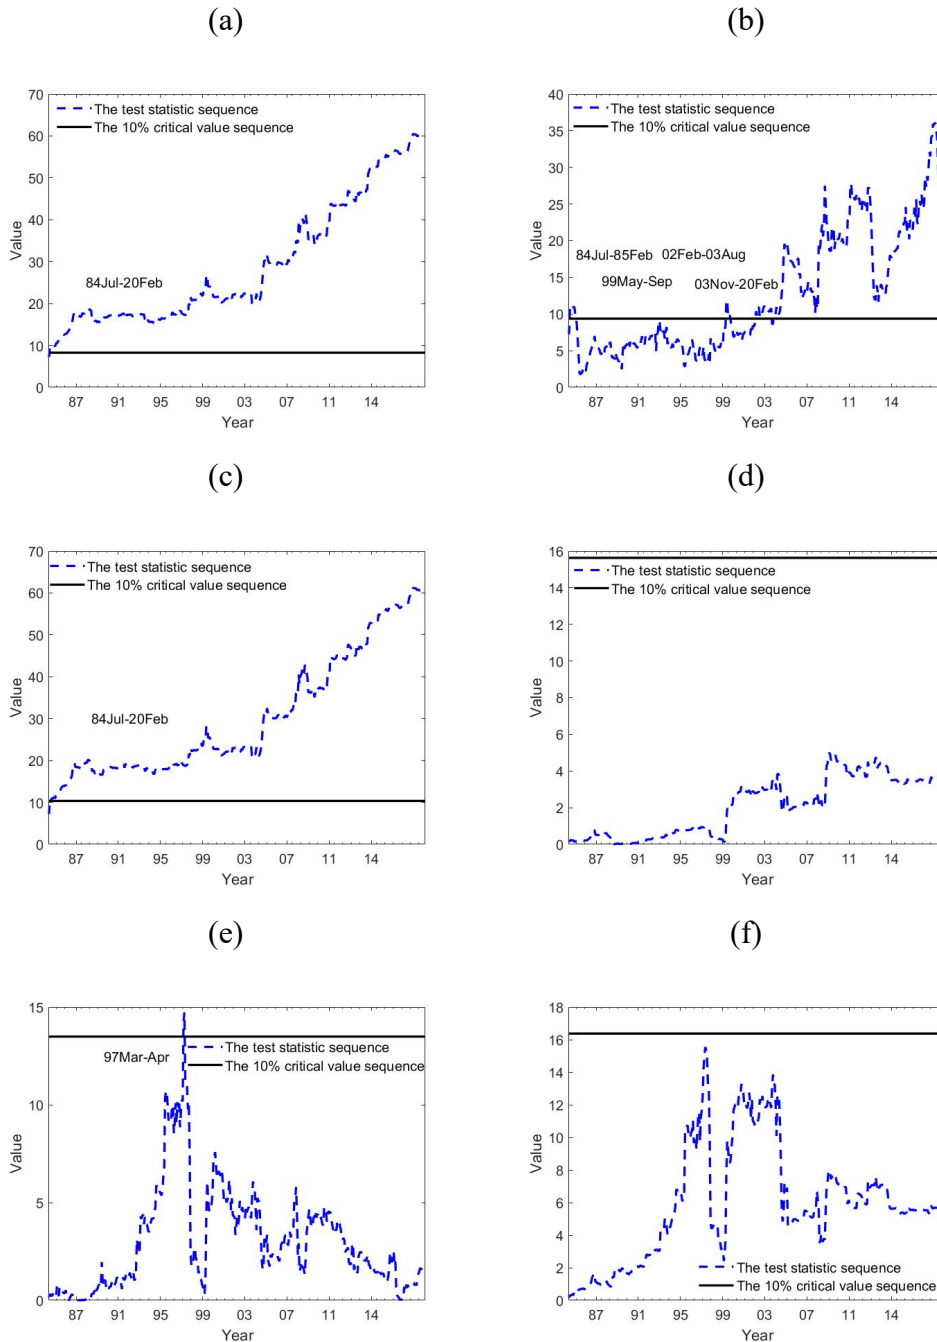 (a)
70
60
50
40
30
20
10
0
Value
The test statistic sequence
The 10% critical value sequence
84Jul-20Feb
87 91 95 99 03 07 11 14
Year
(b)
40
35
30
25
20
15
10
5
0
Value
The test statistic sequence
The 10% critical value sequence
84Jul-85Feb 02Feb-03Aug
99May-Sep 03Nov-20Feb
87 91 95 99 03 07 11 14
Year
(c)
70
60
50
40
30
20
10
0
Value
The test statistic sequence
The 10% critical value sequence
84Jul-20Feb
87 91 95 99 03 07 11 14
Year
(d)
16
14
12
10
8
6
4
2
0
Value
The test statistic sequence
The 10% critical value sequence
87 91 95 99 03 07 11 14
Year
(e)
15
10
5
0
Value
The test statistic sequence
The 10% critical value sequence
97Mar-Apr
87 91 95 99 03 07 11 14
Year
(f)
18
16
14
12
10
8
6
4
2
0
Value
The test statistic sequence
The 10% critical value sequence
87 91 95 99 03 07 11 14
Year